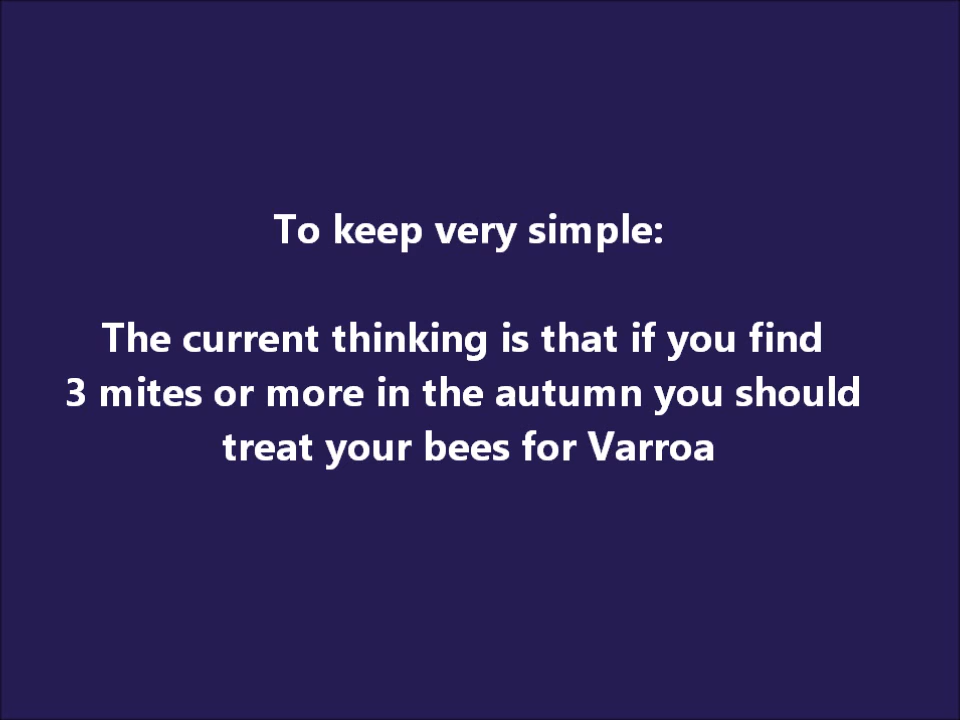 To keep very simple:
The current thinking is that if you find
3 mites or more in the autumn you should
treat your bees for Varroa